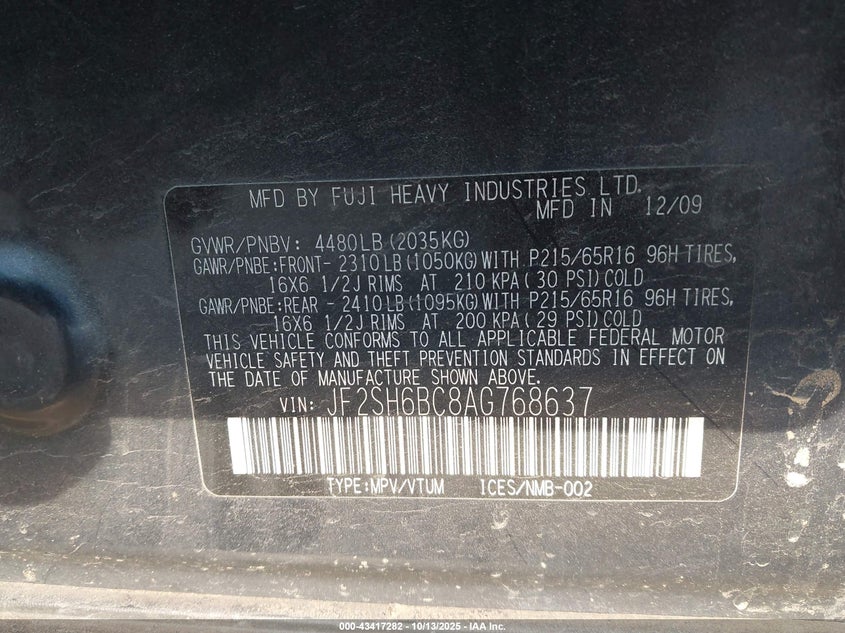 MFD BY FUJI HEAVY INDUSTRIES LTD.
MFD IN 12/09
GVWR/PNBV: 4480LB (2035KG)
GAWR/PNBE:FRONT- 2310LB (1050KG) WITH P215/65R16 96H TIRES,
16X6 1/2J RIMS AT 210 KPA (30 PSI) COLD
GAWR/PNBE:REAR - 2410LB (1095KG) WITH P215/65R16 96H TIRES,
16X6 1/2J RIMS AT 200 KPA (29 PSI) COLD
THIS VEHICLE CONFORMS TO ALL APPLICABLE FEDERAL MOTOR
VEHICLE SAFETY AND THEFT PREVENTION STANDARDS IN EFFECT ON
THE DATE OF MANUFACTURE SHOWN ABOVE.
VIN: JF2SH6BC8AG768637
TYPE:MPV/VTUM ICES/NMB-002
000-43417282 - 10/13/2025 - IAA Inc.